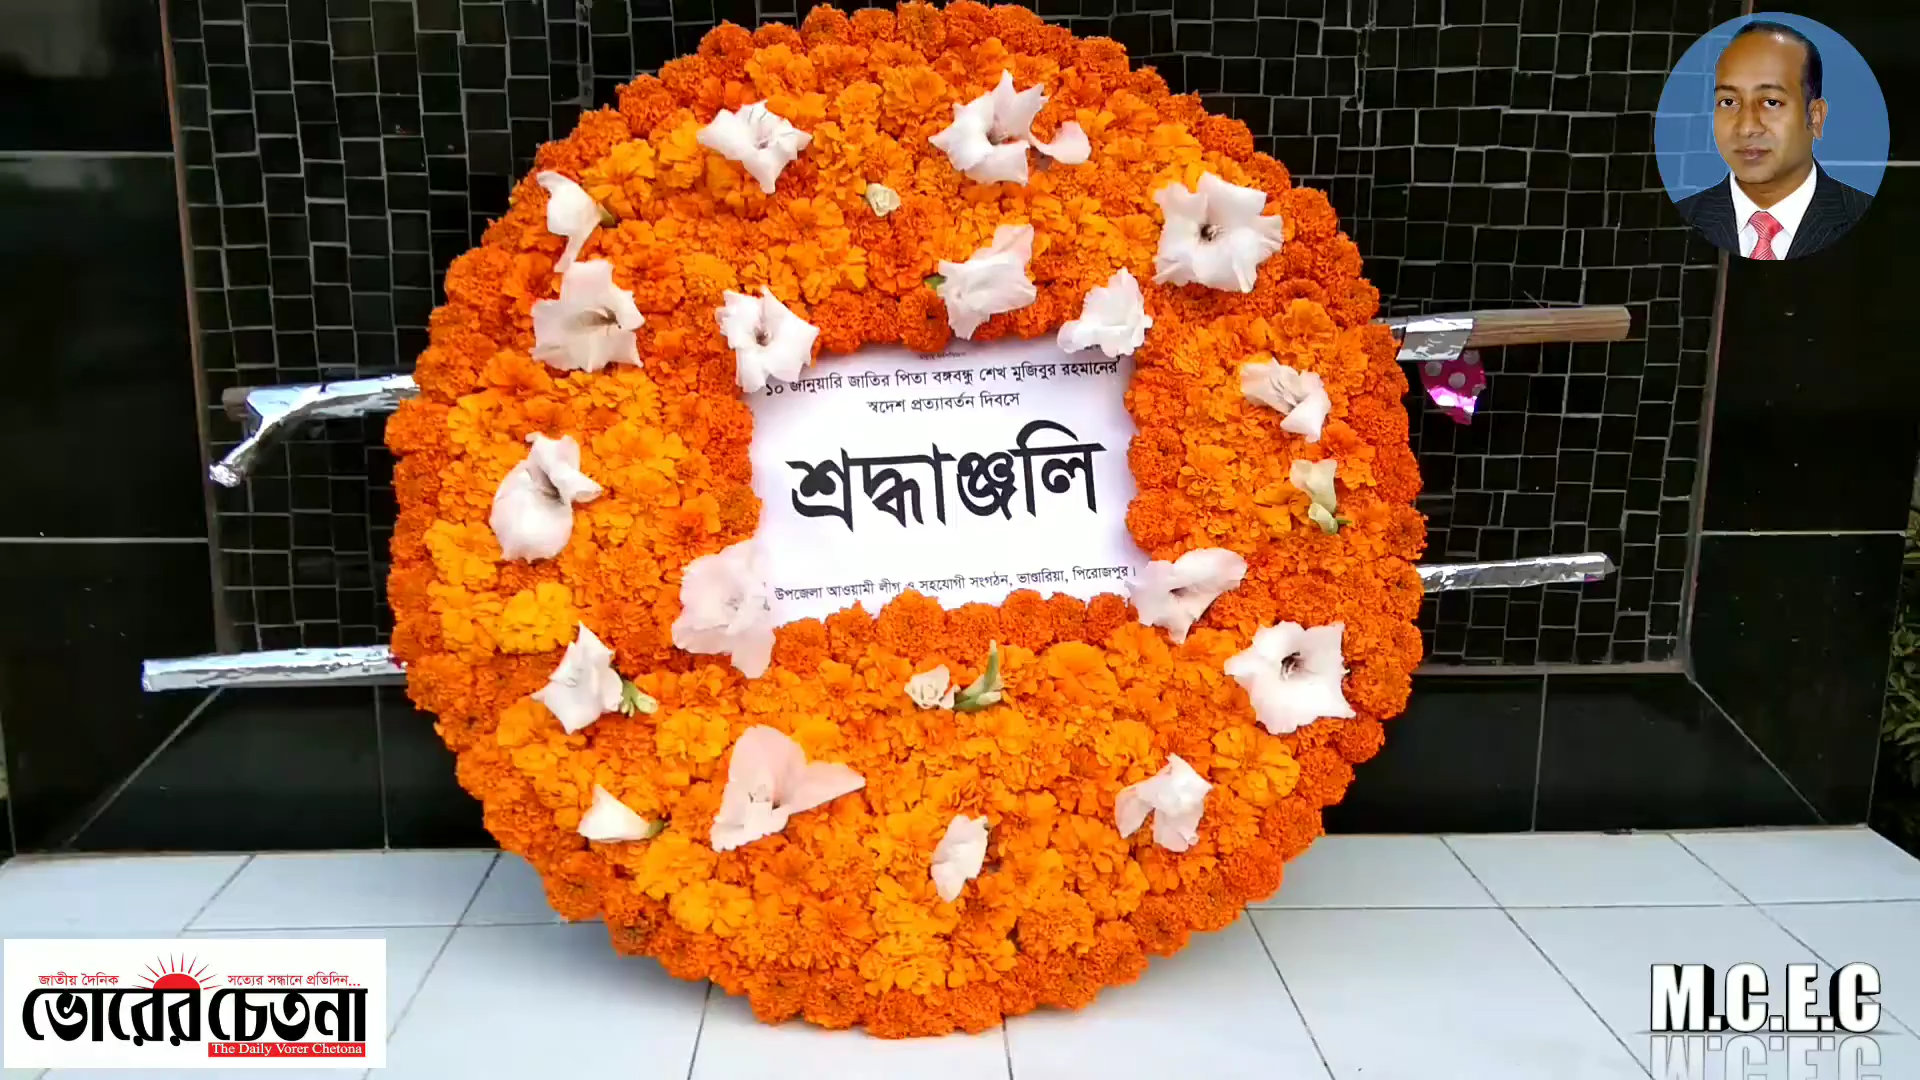 ১০ জানুয়ারি জাতির পিতা বঙ্গবন্ধু শেখ মুজিবুর রহমানের
স্বদেশ প্রত্যাবর্তন দিবসে
শ্রদ্ধাঞ্জলি
উপজেলা আওয়ামী লীগ ও সহযোগী সংগঠন, ভাণ্ডারিয়া, পিরোজপুর।
জাতীয় দৈনিক
সত্যের সন্ধানে প্রতিদিন...
ভোরের চেতনা
The Daily Vorer Chetona
M.C.E.C